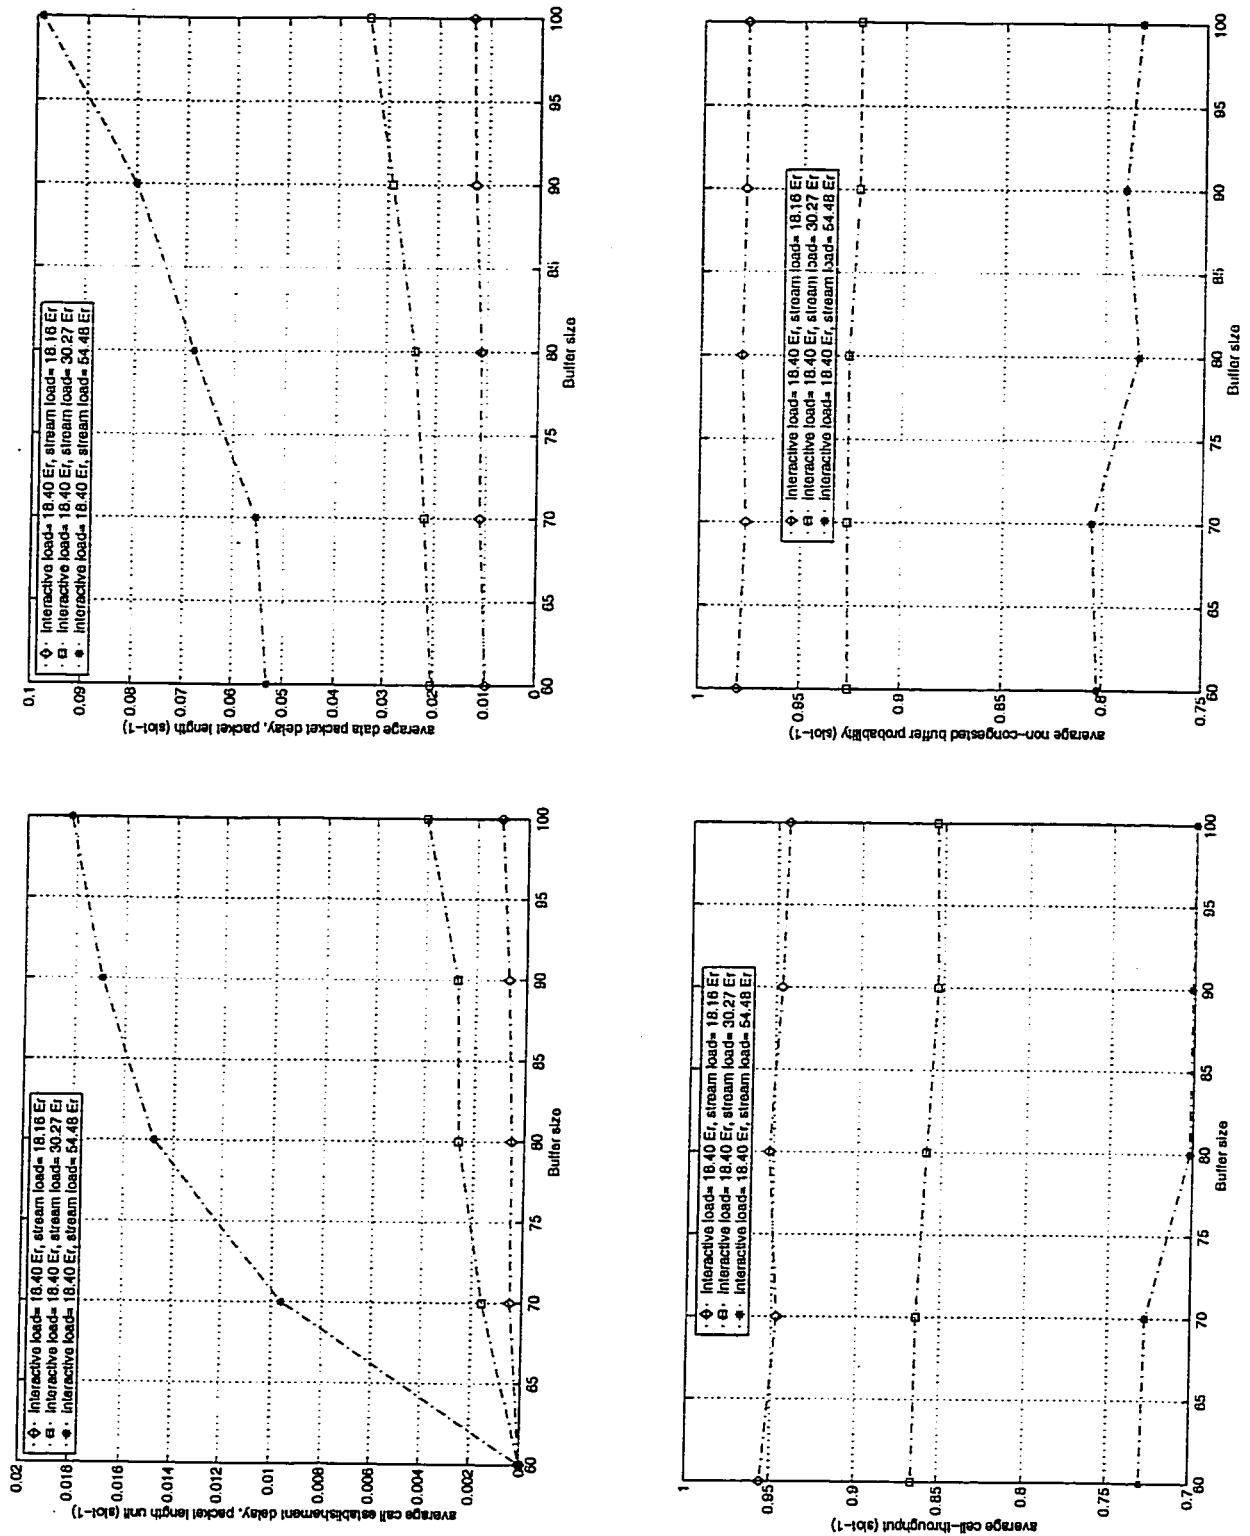 0.02
0.018
0.016
0.014
0.012
0.01
0.008
0.006
0.004
0.002
0
average call establishement delay, packet length unit (slot-1)
Interactive load= 18.40 Er, stream load= 18.16 Er
Interactive load= 18.40 Er, stream load= 30.27 Er
Interactive load= 18.40 Er, stream load= 54.48 Er
60 65 70 75 80 85 90 95 100
Buffer size
0.1
0.09
0.08
0.07
0.06
0.05
0.04
0.03
0.02
0.01
0
average data packet delay, packet length (slot-1)
Interactive load= 18.40 Er, stream load= 18.16 Er
Interactive load= 18.40 Er, stream load= 30.27 Er
Interactive load= 18.40 Er, stream load= 54.48 Er
60 65 70 75 80 85 90 95 100
Buffer size
1
0.95
0.9
0.85
0.8
0.75
0.7
average cell-throughput (slot-1)
Interactive load= 18.40 Er, stream load= 18.16 Er
Interactive load= 18.40 Er, stream load= 30.27 Er
Interactive load= 18.40 Er, stream load= 54.48 Er
60 65 70 75 80 85 90 95 100
Buffer size
1
0.95
0.9
0.85
0.8
0.75
average non-congested buffer probability (slot-1)
Interactive load= 18.40 Er, stream load= 18.16 Er
Interactive load= 18.40 Er, stream load= 30.27 Er
Interactive load= 18.40 Er, stream load= 54.48 Er
60 65 70 75 80 85 90 95 100
Buffer size